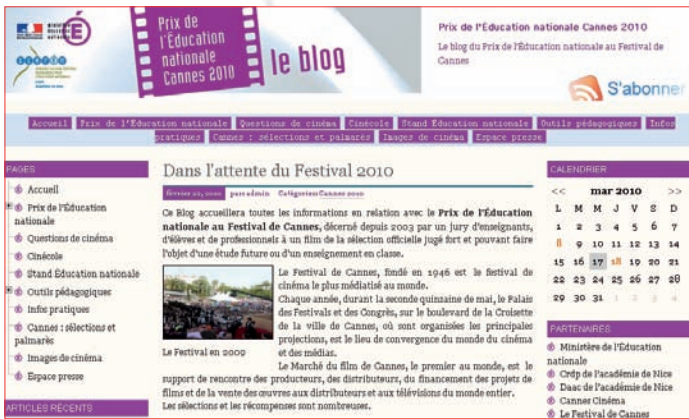 Prix de
l'Éducation
nationale
Cannes 2010
le blog
Prix de l'Éducation nationale Cannes 2010
Le blog du Prix de l'Éducation nationale au Festival de
Cannes
S'abonner
Accueil Prix de l'Éducation nationale Questions de cinéma Cinécole Stand Éducation nationale Outils pédagogiques Infos
pratiques Cannes : sélections et palmarès Images de cinéma Espace presse
PAGES
Accueil
Prix de l'Éducation
nationale
Questions de cinéma
Cinécole
Stand Éducation nationale
Outils pédagogiques
Infos pratiques
Cannes : sélections et
palmarès
Images de cinéma
Espace presse
ARTICLES RÉCENTS
Dans l'attente du Festival 2010
février 22, 2010 par admin Catégories Cannes 2010
Ce Blog accueillera toutes les informations en relation avec le Prix de l'Éducation
nationale au Festival de Cannes, décerné depuis 2003 par un jury d'enseignants,
d'élèves et de professionnels à un film de la sélection officielle jugé fort et pouvant faire
l'objet d'une étude future ou d'un enseignement en classe.
Le Festival de Cannes, fondé en 1946 est le festival de
cinéma le plus médiatisé au monde.
Chaque année, durant la seconde quinzaine de mai, le Palais
des Festivals et des Congrès, sur le boulevard de la Croisette
de la ville de Cannes, où sont organisées les principales
projections, est le lieu de convergence du monde du cinéma
et des médias.
Le Festival en 2009
Le Marché du film de Cannes, le premier au monde, est le
support de rencontre des producteurs, des distributeurs, du financement des projets de
films et de la vente des œuvres aux distributeurs et aux télévisions du monde entier.
Les sélections et les récompenses sont nombreuses.
CALENDRIER
<< mar 2010 >>
L M M J V S D
1 2 3 4 5 6 7
8 9 10 11 12 13 14
15 16 17 18 19 20 21
22 23 24 25 26 27 28
29 30 31 1 2 3 4
PARTENAIRES
Ministère de l'Éducation
nationale
Crdp de l'académie de Nice
Daac de l'académie de Nice
Cannes Cinéma
Le Festival de Cannes